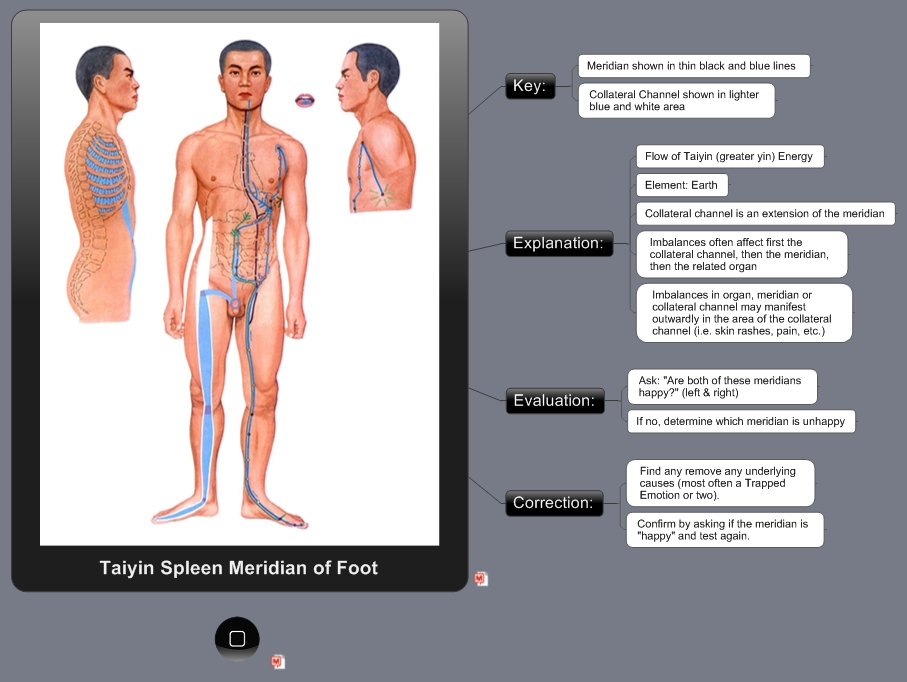 Key:
Meridian shown in thin black and blue lines
Collateral Channel shown in lighter
blue and white area
Explanation:
Flow of Taiyin (greater yin) Energy
Element: Earth
Collateral channel is an extension of the meridian
Imbalances often affect first the
collateral channel, then the meridian,
then the related organ
Imbalances in organ, meridian or
collateral channel may manifest
outwardly in the area of the collateral
channel (i.e. skin rashes, pain, etc.)
Evaluation:
Ask: "Are both of these meridians
happy?" (left & right)
If no, determine which meridian is unhappy
Correction:
Find any remove any underlying
causes (most often a Trapped
Emotion or two).
Confirm by asking if the meridian is
"happy" and test again.
Taiyin Spleen Meridian of Foot